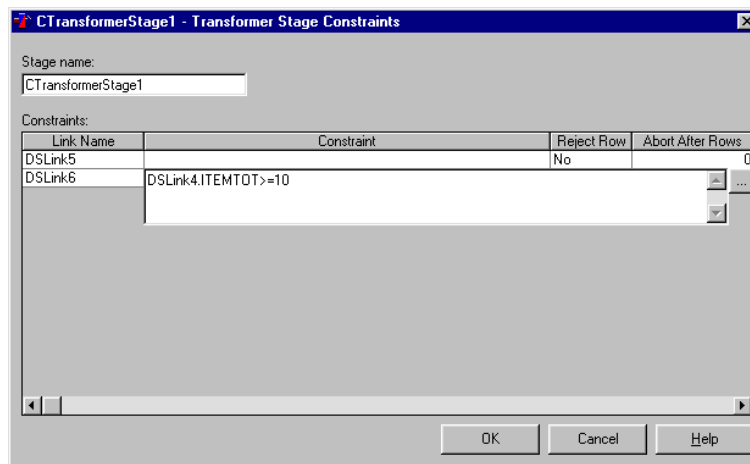 CTransformerStage1 - Transformer Stage Constraints
Stage name:
CTransformerStage1
Constraints:
Link Name Constraint Reject Row Abort After Rows
DSLink5 No 0
DSLink6 DSLink4.ITEMTOT>=10 ...
OK Cancel Help